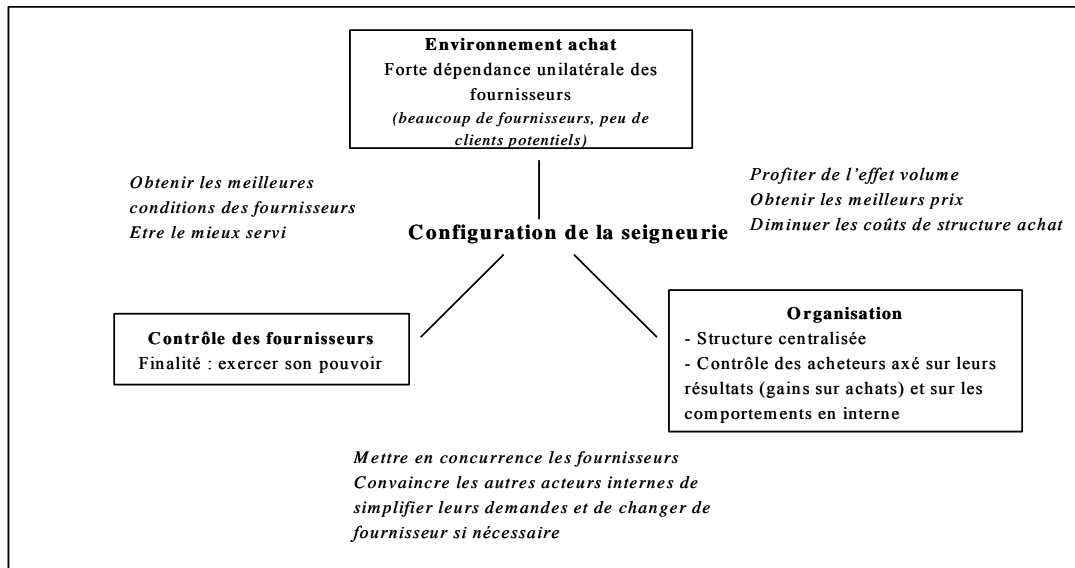 Environnement achat
Forte dépendance unilatérale des
fournisseurs
(beaucoup de fournisseurs, peu de
clients potentiels)
Obtenir les meilleures
conditions des fournisseurs
Etre le mieux servi
Profiter de l'effet volume
Obtenir les meilleurs prix
Diminuer les coûts de structure achat
Configuration de la seigneurie
Contrôle des fournisseurs
Finalité : exercer son pouvoir
Organisation
- Structure centralisée
- Contrôle des acheteurs axé sur leurs
résultats (gains sur achats) et sur les
comportements en interne
Mettre en concurrence les fournisseurs
Convaincre les autres acteurs internes de
simplifier leurs demandes et de changer de
fournisseur si nécessaire